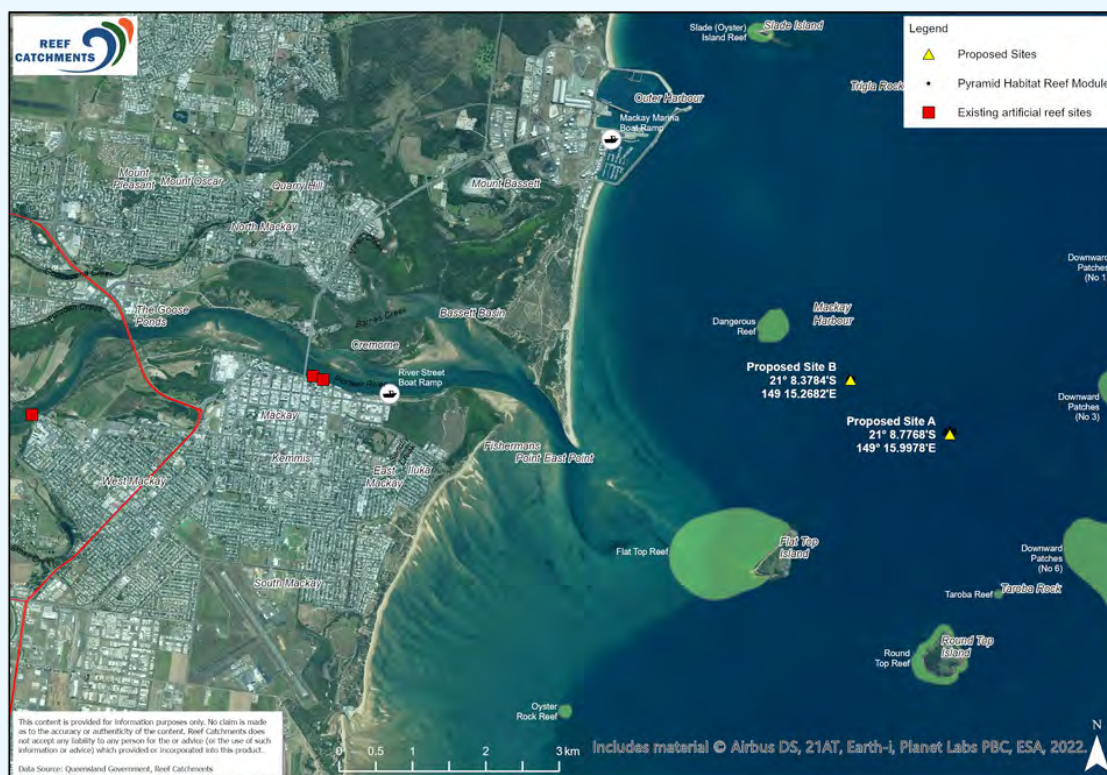 REEF
CATCHMENTS
Legend
Proposed Sites
Pyramid Habitat Reef Module
Existing artificial reef sites
Slade (Oyster)
Island Reef
Slade Island
Trigla Rock
Outer Harbour
Mackay Marina
Boat Ramp
Mount
Pleasant
Mount Oscar
Quarry Hill
Mount Bassett
North Mackay
Downward
Patches
(No 1
The Goose
Ponds
Barnes Creek
Bassett Basin
Cremorne
Mackay
Harbour
Dangerous
Reef
Pioneer River
River Street
Boat Ramp
Proposed Site B
21° 8.3784'S
149 15.2682'E
Downward
Patches
(No 3)
Mackay
Proposed Site A
21° 8.7768'S
149° 15.9978'E
Kemmis
Fishermans
Point
East Point
West Mackay
East
Mackay
Iluka
Flat Top Reef
Flat Top
Island
Downward
Patches
(No 6)
South Mackay
Taroba Reef
Taroba Rock
Round
Top Reef
Round Top
Island
Oyster
Rock Reef
This content is provided for information purposes only. No claim is made
as to the accuracy or authenticity of the content. Reef Catchments does
not accept any liability to any person for the or advice (or the use of such
information or advice) which provided or incorporated into this product.
Data Source: Queensland Government, Reef Catchments
0 0.5 1 2 3 km
Includes material © Airbus DS, 21AT, Earth-i, Planet Labs PBC, ESA, 2022.
N